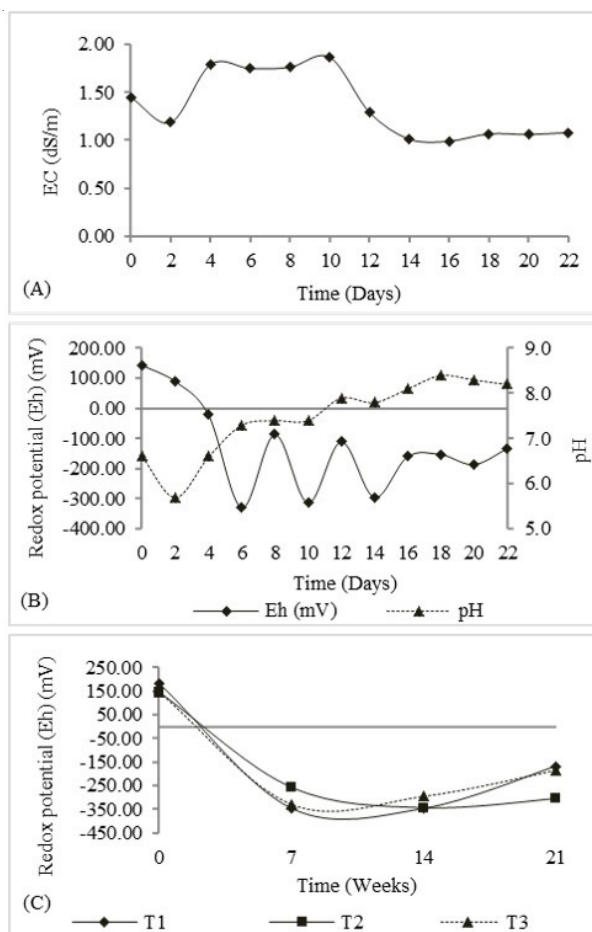 2.00
1.50
1.00
0.50
0.00
EC (dS/m)
0 2 4 6 8 10 12 14 16 18 20 22
Time (Days)
(A)
200.00
100.00
0.00
-100.00
-200.00
-300.00
-400.00
Redox potential (Eh) (mV)
9.0
8.0
7.0
6.0
5.0
pH
0 2 4 6 8 10 12 14 16 18 20 22
Time (Days)
(B)
Eh (mV) pH
250.00
150.00
50.00
-50.00
-150.00
-250.00
-350.00
-450.00
Redox potential (Eh) (mV)
0 7 14 21
Time (Weeks)
(C)
T1 T2 T3